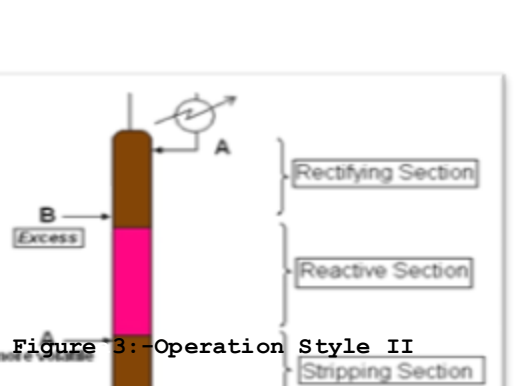 A
Rectifying Section
B
Excess
Reactive Section
A
Figure 3:-Operation Style II
Stripping Section